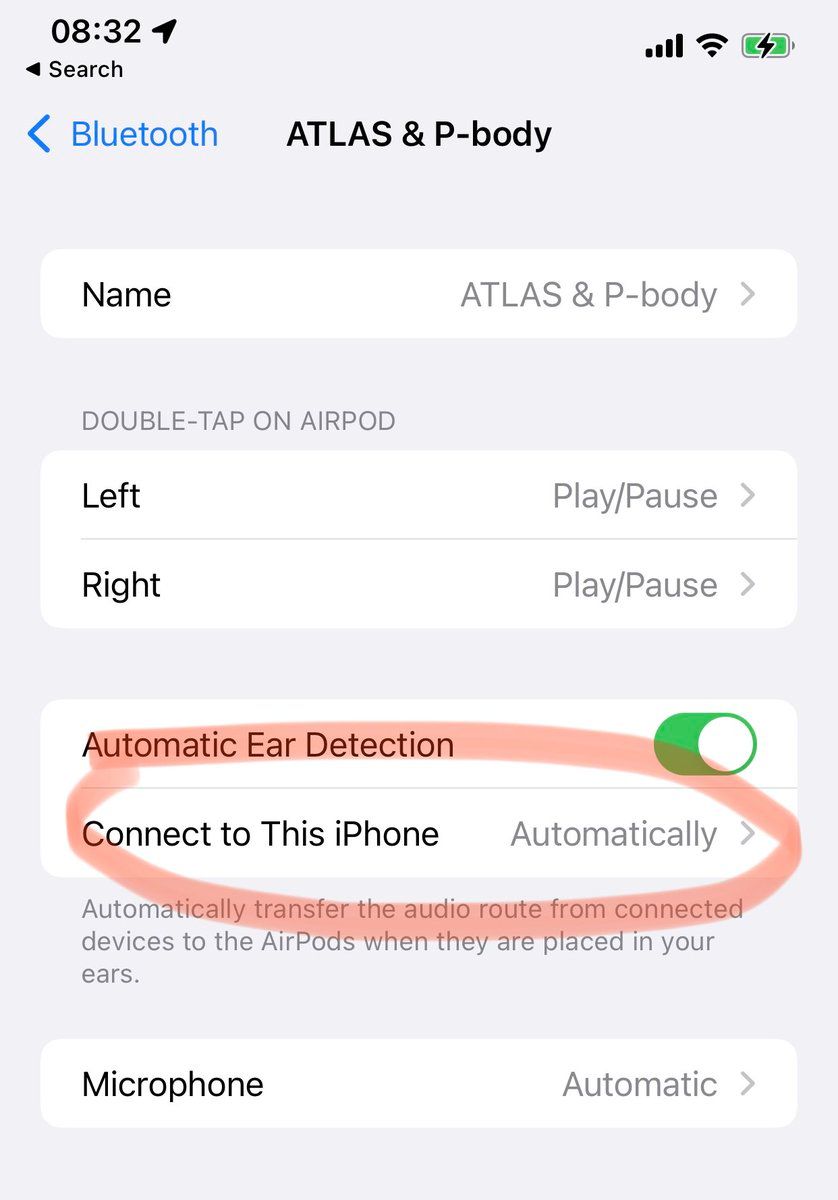 08:32
◀ Search
Bluetooth ATLAS & P-body
Name ATLAS & P-body
DOUBLE-TAP ON AIRPOD
Left Play/Pause
Right Play/Pause
Automatic Ear Detection
Connect to This iPhone Automatically
Automatically transfer the audio route from connected
devices to the AirPods when they are placed in your
ears.
Microphone Automatic